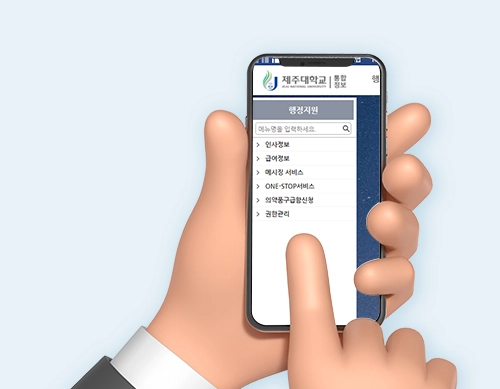 제주대학교 통합
JEJU NATIONAL UNIVERSITY 정보
행
행정지원
메뉴명을 입력하세요.
인사정보
급여정보
메시징 서비스
ONE-STOP서비스
의약품구급함신청
권한관리